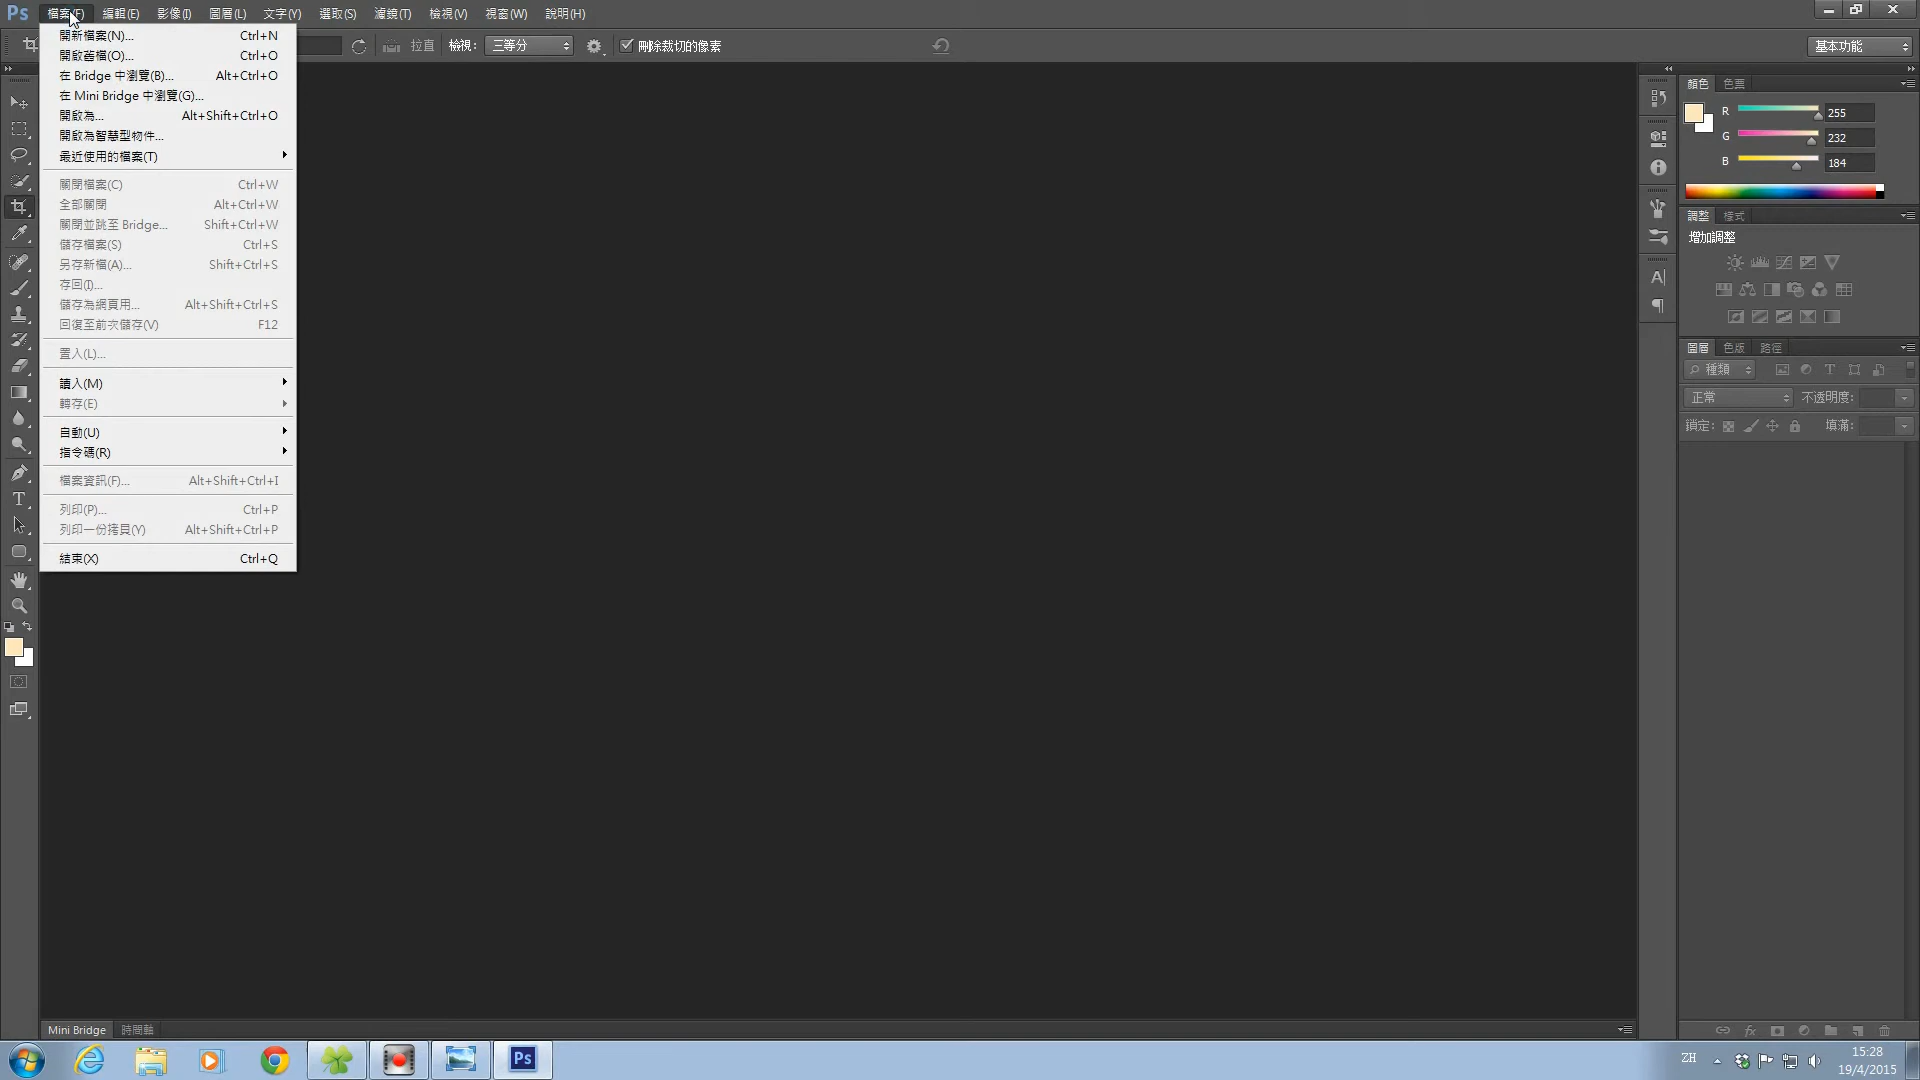 Ps 檔案(F) 編輯(E) 影像(I) 圖層(L) 文字(Y) 選取(S) 濾鏡(T) 檢視(V) 視窗(W) 說明(H)
拉直 檢視: 三等分 刪除裁切的像素 基本功能
開新檔案(N)... Ctrl+N
開啟舊檔(O)... Ctrl+O
在 Bridge 中瀏覽(B)... Alt+Ctrl+O
在 Mini Bridge 中瀏覽(G)...
開啟為... Alt+Shift+Ctrl+O
開啟為智慧型物件...
最近使用的檔案(T)
關閉檔案(C) Ctrl+W
全部關閉 Alt+Ctrl+W
關閉並跳至 Bridge... Shift+Ctrl+W
儲存檔案(S) Ctrl+S
另存新檔(A)... Shift+Ctrl+S
存回(I)...
儲存為網頁用... Alt+Shift+Ctrl+S
回復至前次儲存(V) F12
置入(L)...
讀入(M)
轉存(E)
自動(U)
指令碼(R)
檔案資訊(F)... Alt+Shift+Ctrl+I
列印(P)... Ctrl+P
列印一份拷貝(Y) Alt+Shift+Ctrl+P
結束(X) Ctrl+Q
顏色 色票
R 255
G 232
B 184
調整 樣式
增加調整
圖層 色版 路徑
種類
正常 不透明度:
鎖定: 填滿:
Mini Bridge 時間軸
Ps
ZH
15:28
19/4/2015